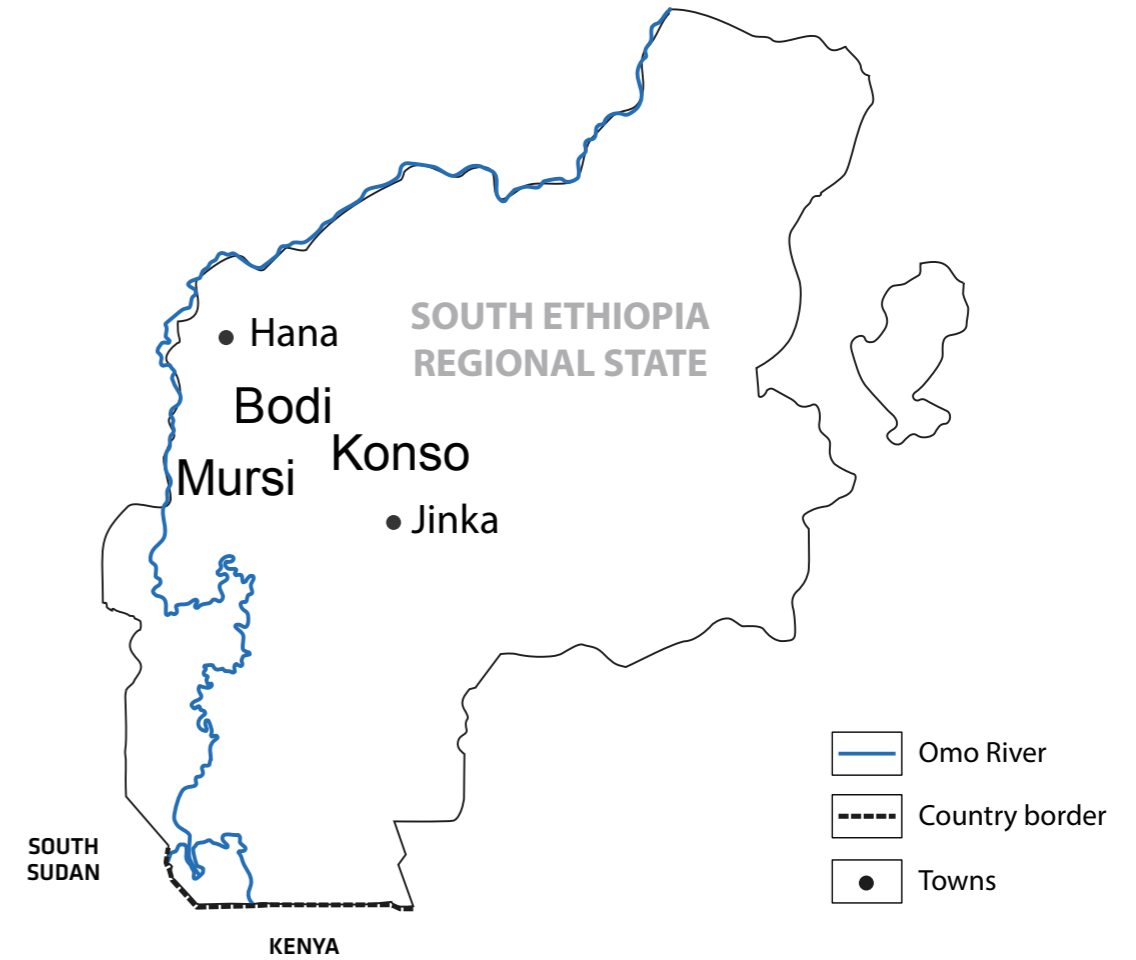 SOUTH ETHIOPIA
REGIONAL STATE
Hana
Bodi
Konso
Mursi
Jinka
Omo River
Country border
Towns
SOUTH
SUDAN
KENYA